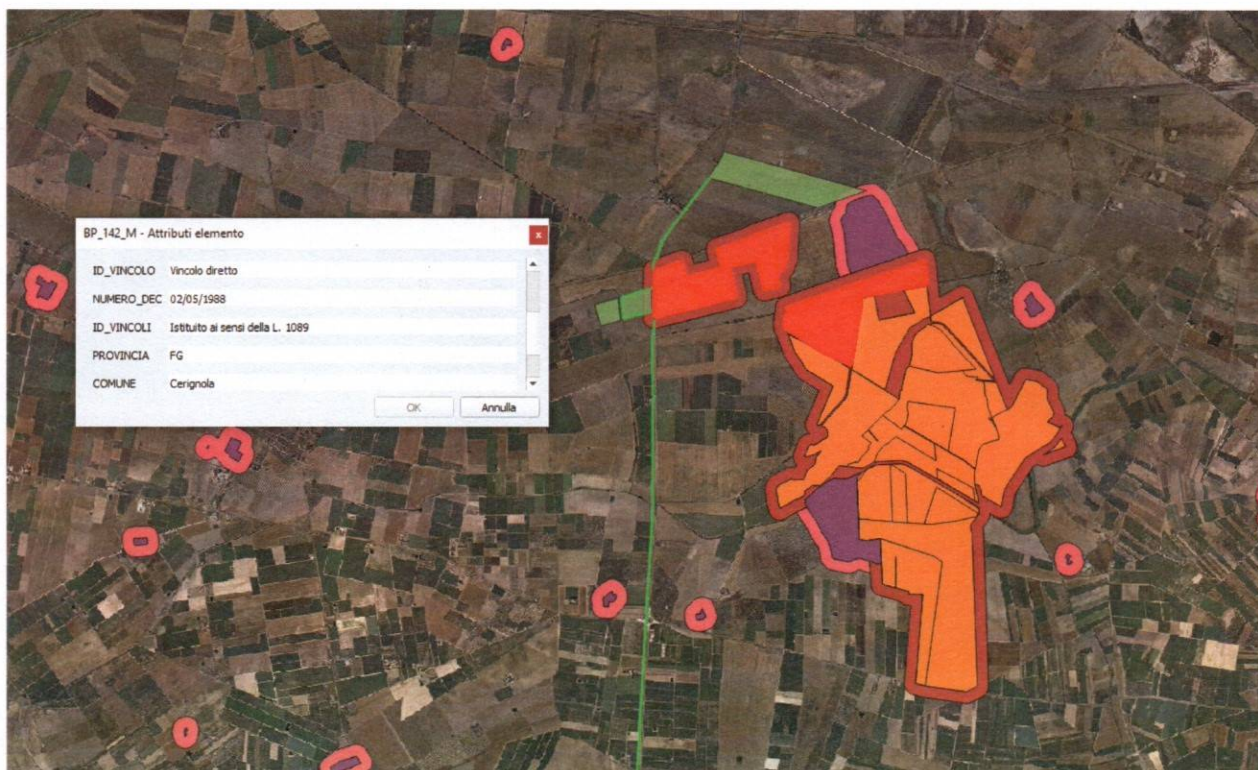 BP_142_M - Attributi elemento
x
ID_VINCOLO Vincolo diretto
NUMERO_DEC 02/05/1988
ID_VINCOLI Istituito ai sensi della L. 1089
PROVINCIA FG
COMUNE Cerignola
OK Annulla